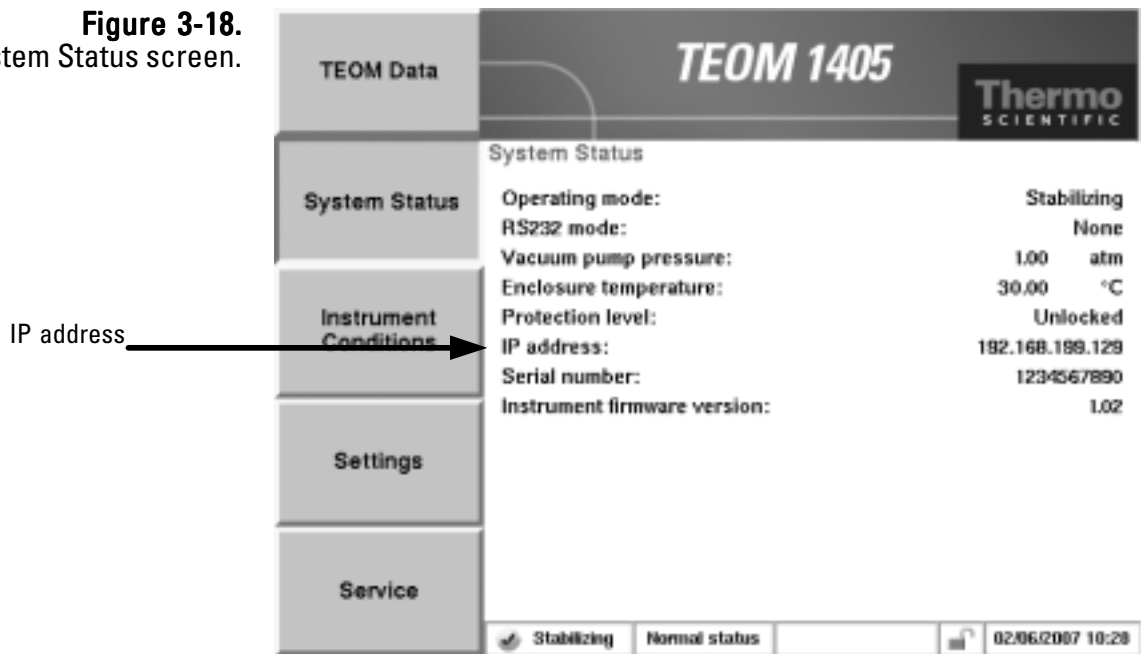 Figure 3-18.
stem Status screen.
IP address
TEOM Data
System Status
Instrument
Conditions
Settings
Service
TEOM 1405
Thermo
SCIENTIFIC
System Status
Operating mode: Stabilizing
RS232 mode: None
Vacuum pump pressure: 1.00 atm
Enclosure temperature: 30.00 °C
Protection level: Unlocked
IP address: 192.168.199.129
Serial number: 1234567890
Instrument firmware version: 1.02
Stabilizing Normal status 02/06/2007 10:28